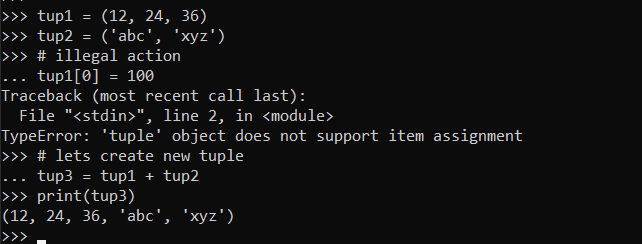 >>> tup1 = (12, 24, 36)
>>> tup2 = ('abc', 'xyz')
>>> # illegal action
... tup1[0] = 100
Traceback (most recent call last):
  File "<stdin>", line 2, in <module>
TypeError: 'tuple' object does not support item assignment
>>> # lets create new tuple
... tup3 = tup1 + tup2
>>> print(tup3)
(12, 24, 36, 'abc', 'xyz')
>>>